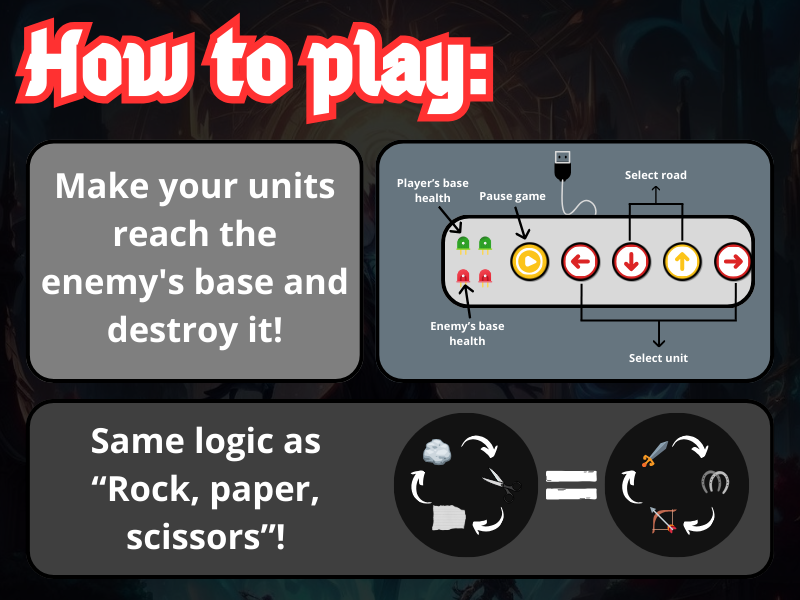 How to play:
Make your units
reach the
enemy's base and
destroy it!
Player's base
health
Pause game
Select road
Enemy's base
health
Select unit
Same logic as
“Rock, paper,
scissors”!